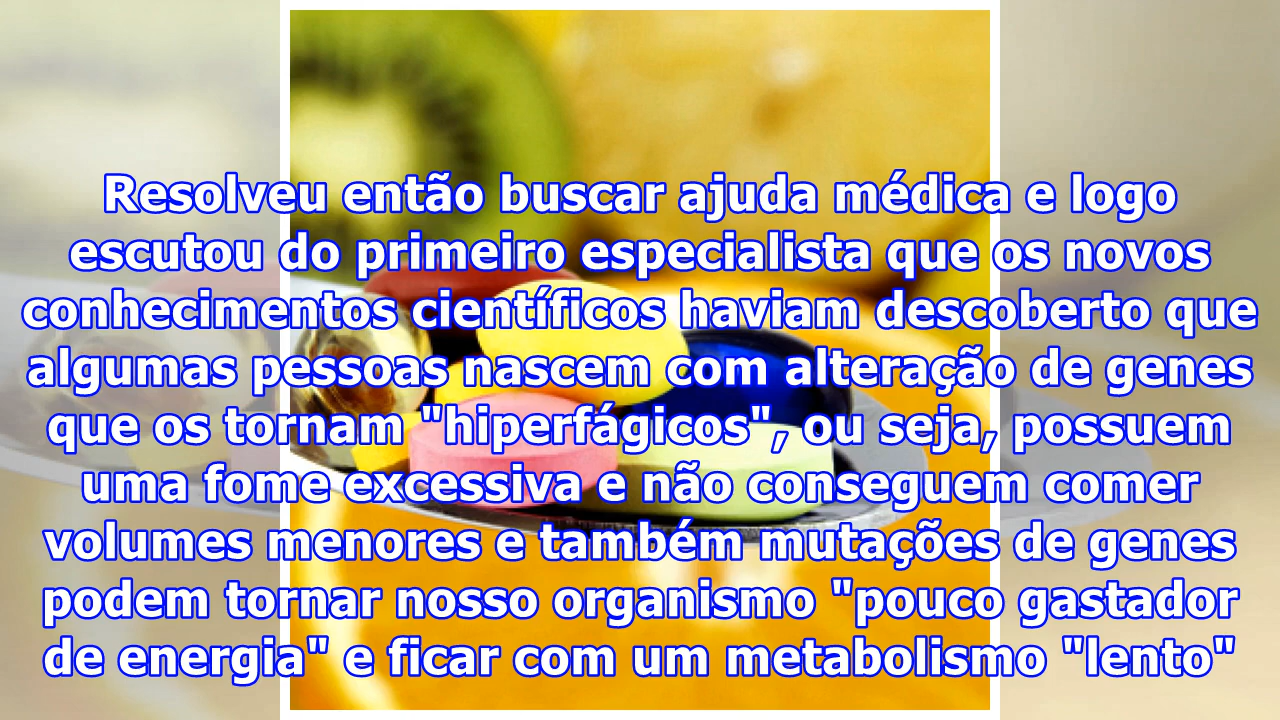 Resolveu então buscar ajuda médica e logo
escutou do primeiro especialista que os novos
conhecimentos científicos haviam descoberto que
algumas pessoas nascem com alteração de genes
que os tornam "hiperfágicos", ou seja, possuem
uma fome excessiva e não conseguem comer
volumes menores e também mutações de genes
podem tornar nosso organismo "pouco gastador
de energia" e ficar com um metabolismo "lento"